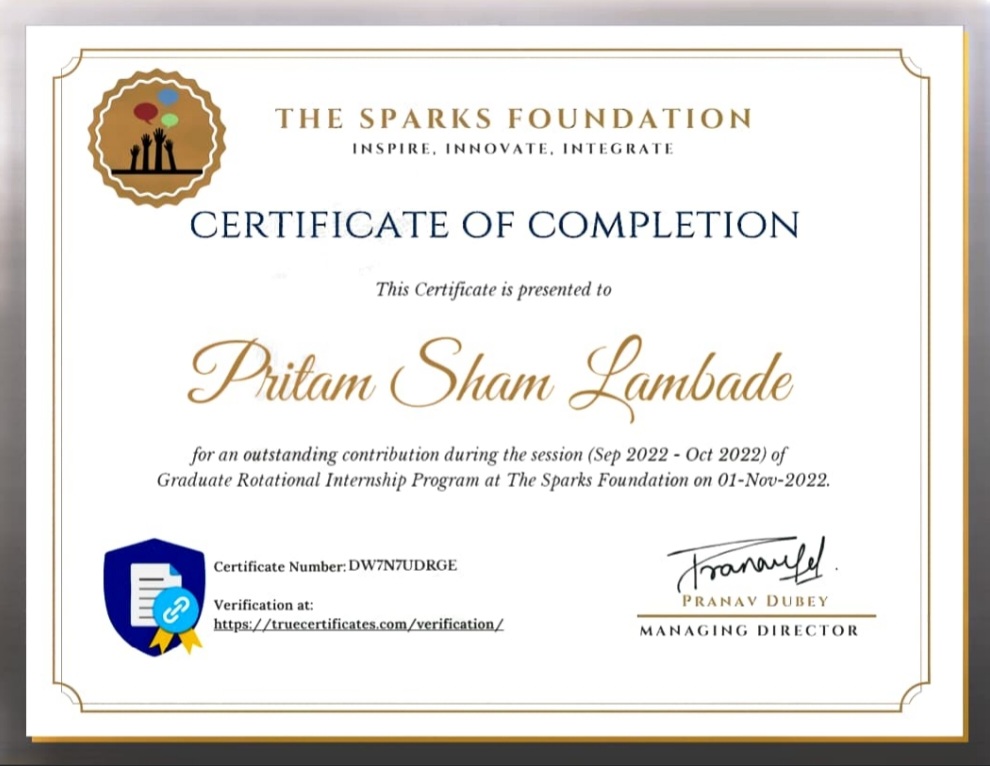 THE SPARKS FOUNDATION
INSPIRE, INNOVATE, INTEGRATE
CERTIFICATE OF COMPLETION
This Certificate is presented to
Pritam Sham Lambade
for an outstanding contribution during the session (Sep 2022 - Oct 2022) of
Graduate Rotational Internship Program at The Sparks Foundation on 01-Nov-2022.
Certificate Number: DW7N7UDRGE
Verification at:
https://truecertificates.com/verification/
PRANAV DUBEY
MANAGING DIRECTOR